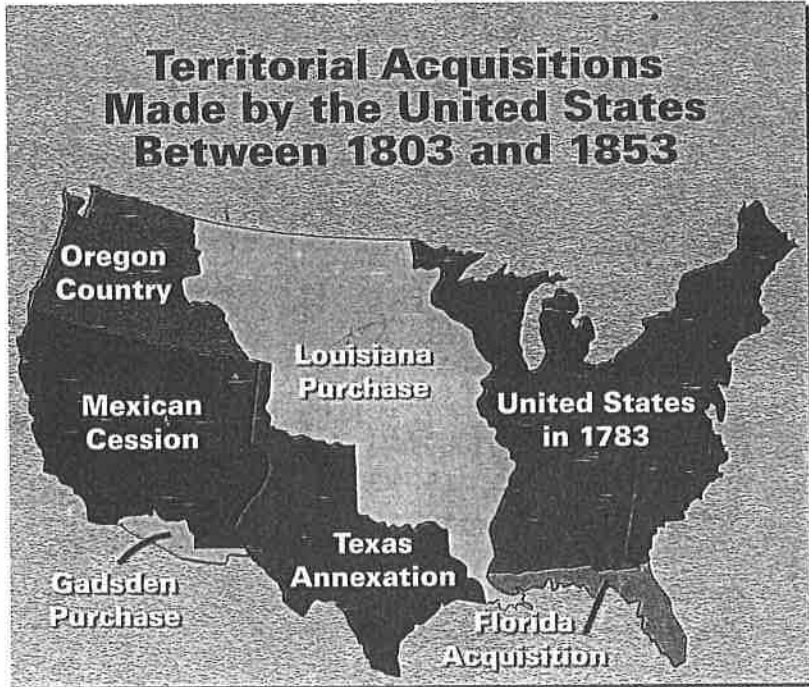 Territorial Acquisitions
Made by the United States
Between 1803 and 1853
Oregon
Country
Louisiana
Purchase
Mexican
Cession
United States
in 1783
Texas
Annexation
Gadsden
Purchase
Florida
Acquisition